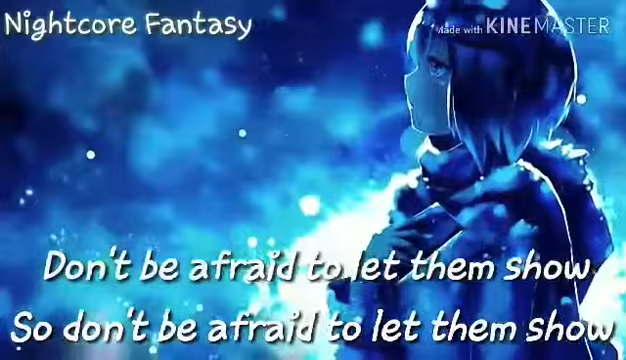 Nightcore Fantasy
Made with KINEMASTER
Don't be afraid to let them show
So don't be afraid to let them show